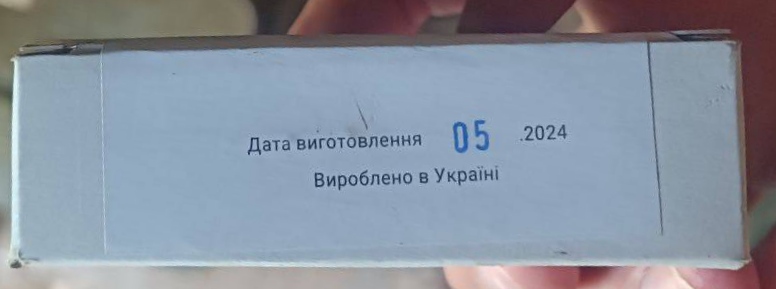 Дата виготовлення 05 .2024
Вироблено в Україні